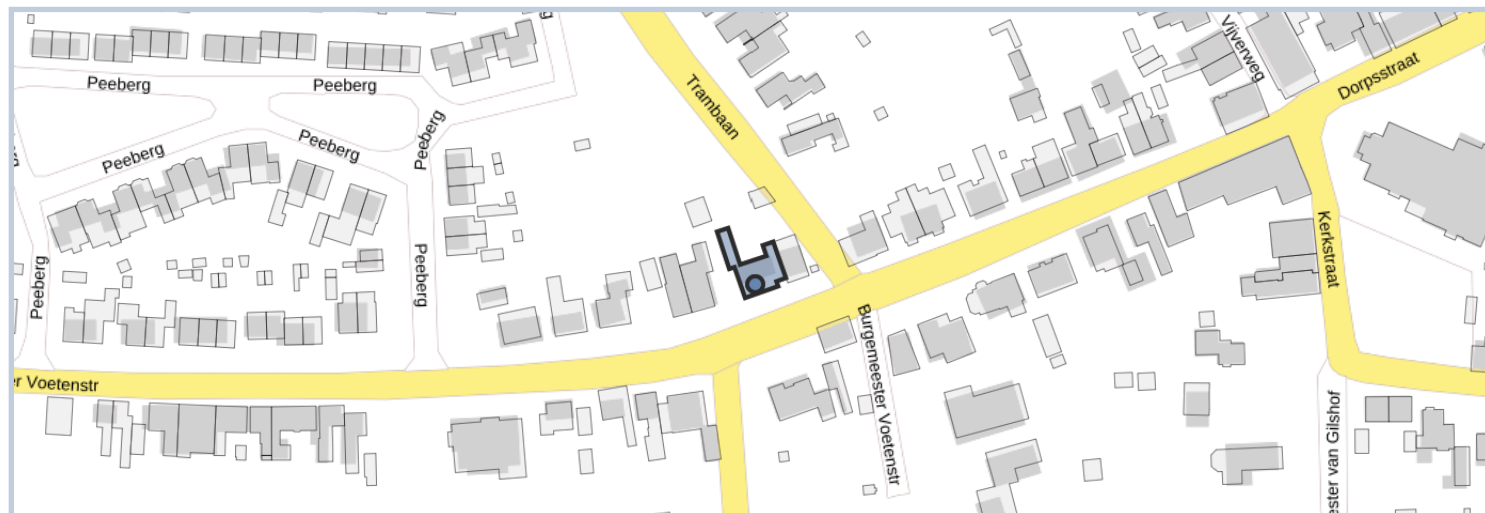 Peeberg
Peeberg
Peeberg
Peeberg
Peeberg
Peeberg
Peeberg
Trambaan
Vijverweg
Dorpsstraat
Kerkstraat
er Voetenstr
Burgemeester Voetenstr
ester van Gilshof